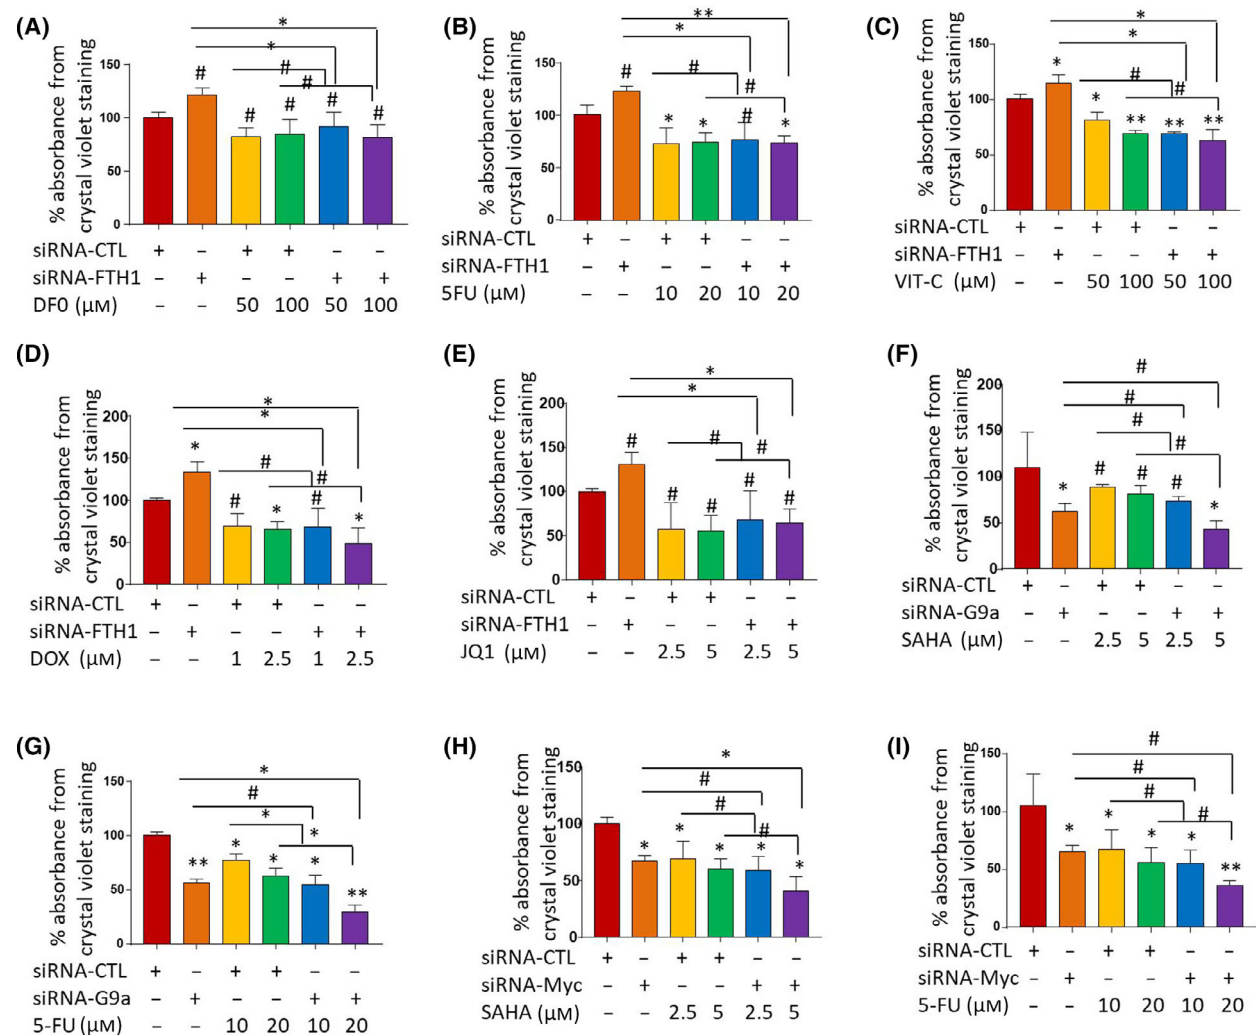 (A)
% absorbance from
crystal violet staining
150
100
50
0
*
*
#
#
# # # # #
siRNA-CTL + – + + – –
siRNA-FTH1 – + – – + +
DF0 (μM) – – 50 100 50 100
(B)
% absorbance from
crystal violet staining
150
100
50
0
**
*
#
#
# * * # *
siRNA-CTL + – + + – –
siRNA-FTH1 – + – – + +
5FU (μM) – – 10 20 10 20
(C)
% absorbance from
crystal violet staining
150
100
50
0
*
*
#
#
* * ** ** **
siRNA-CTL + – + + – –
siRNA-FTH1 – + – – + +
VIT-C (μM) – – 50 100 50 100
(D)
% absorbance from
crystal violet staining
200
150
100
50
0
*
*
#
#
* # * # *
siRNA-CTL + – + + – –
siRNA-FTH1 – + – – + +
DOX (μM) – – 1 2.5 1 2.5
(E)
% absorbance from
crystal violet staining
200
150
100
50
0
*
*
#
#
# # # # #
siRNA-CTL + – + + – –
siRNA-FTH1 – + – – + +
JQ1 (μM) – – 2.5 5 2.5 5
(F)
% absorbance from
crystal violet staining
200
150
100
50
0
#
#
#
#
* # # # *
siRNA-CTL + – + + – –
siRNA-G9a – + – – + +
SAHA (μM) – – 2.5 5 2.5 5
(G)
% absorbance from
crystal violet staining
150
100
50
0
*
#
*
*
** * * * **
siRNA-CTL + – + + – –
siRNA-G9a – + – – + +
5-FU (μM) – – 10 20 10 20
(H)
% absorbance from
crystal violet staining
150
100
50
0
*
#
#
#
* * * * *
siRNA-CTL + – + + – –
siRNA-Myc – + – – + +
SAHA (μM) – – 2.5 5 2.5 5
(I)
% absorbance from
crystal violet staining
150
100
50
0
#
#
#
#
* * * * **
siRNA-CTL + – + + – –
siRNA-Myc – + – – + +
5-FU (μM) – – 10 20 10 20